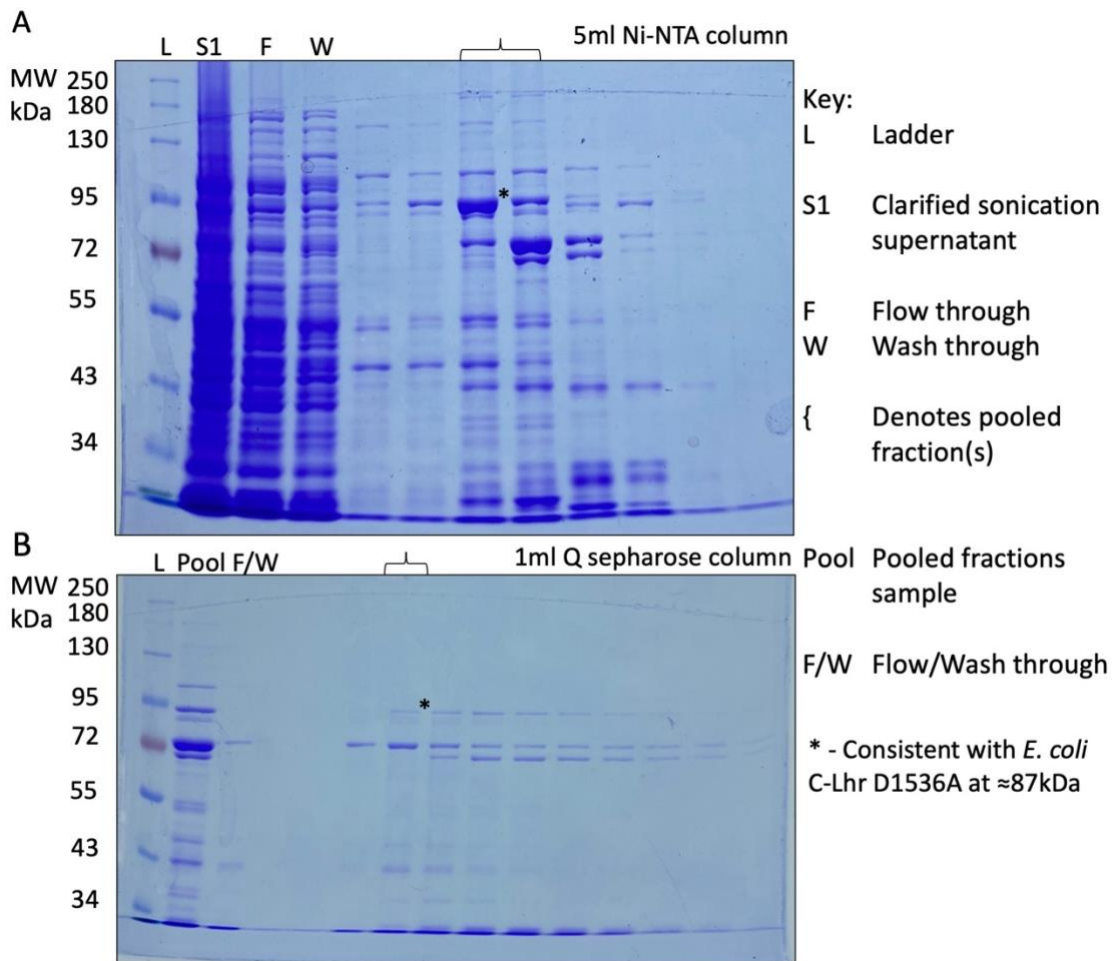 A
L S1 F W 5ml Ni-NTA column
MW
kDa
250
180
130
95
72
55
43
34
*
Key:
L Ladder
S1 Clarified sonication
supernatant
F Flow through
W Wash through
{ Denotes pooled
fraction(s)
B
L Pool F/W 1ml Q sepharose column
MW
kDa
250
180
130
95
72
55
43
34
*
Pool Pooled fractions
sample
F/W Flow/Wash through
* - Consistent with E. coli
C-Lhr D1536A at ≈87kDa